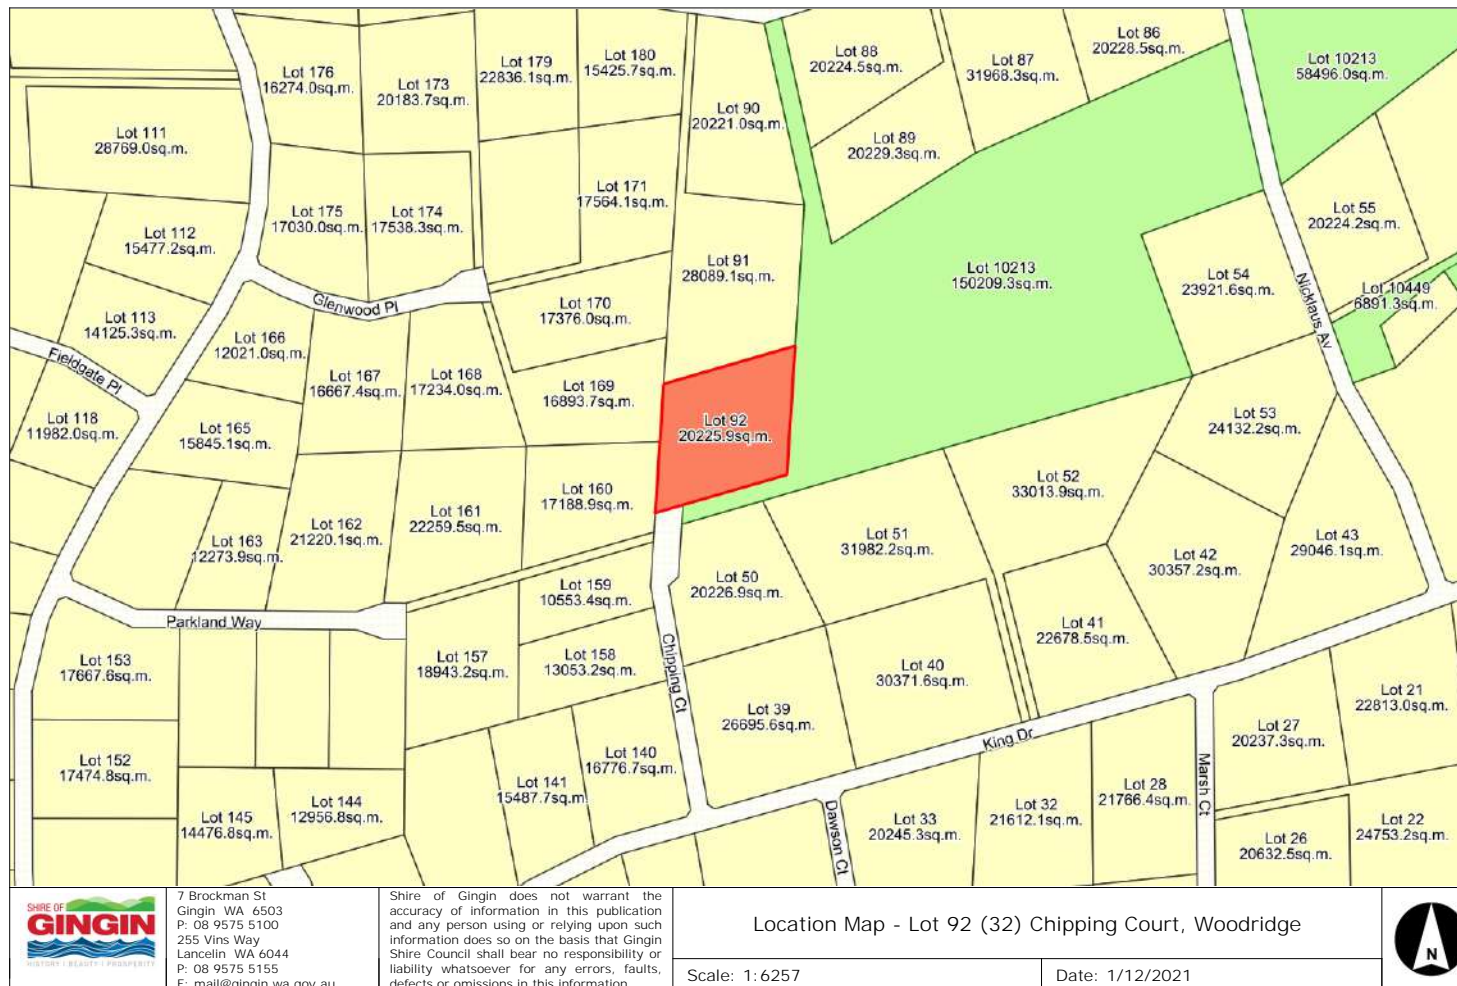 Lot 86
20228.5sq.m.
Lot 88
20224.5sq.m.
Lot 87
31968.3sq.m.
Lot 10213
58496.0sq.m.
Lot 180
15425.7sq.m.
Lot 179
22836.1sq.m.
Lot 176
16274.0sq.m.
Lot 173
20183.7sq.m.
Lot 90
20221.0sq.m.
Lot 111
28769.0sq.m.
Lot 89
20229.3sq.m.
Lot 171
17564.1sq.m.
Lot 175
17030.0sq.m.
Lot 174
17538.3sq.m.
Lot 55
20224.2sq.m.
Lot 112
15477.2sq.m.
Lot 91
28089.1sq.m.
Lot 10213
150209.3sq.m.
Lot 54
23921.6sq.m.
Nicklaus Av
Lot 10449
6891.3sq.m.
Glenwood Pl
Lot 170
17376.0sq.m.
Lot 113
14125.3sq.m.
Lot 166
12021.0sq.m.
Fieldgate Pl
Lot 167
16667.4sq.m.
Lot 168
17234.0sq.m.
Lot 169
16893.7sq.m.
Lot 92
20225.9sq.m.
Lot 53
24132.2sq.m.
Lot 118
11982.0sq.m.
Lot 165
15845.1sq.m.
Lot 52
33013.9sq.m.
Lot 160
17188.9sq.m.
Lot 161
22259.5sq.m.
Lot 162
21220.1sq.m.
Lot 163
12273.9sq.m.
Lot 51
31982.2sq.m.
Lot 43
29046.1sq.m.
Lot 42
30357.2sq.m.
Lot 50
20226.9sq.m.
Lot 159
10553.4sq.m.
Parkland Way
Lot 41
22678.5sq.m.
Lot 153
17667.6sq.m.
Lot 157
18943.2sq.m.
Lot 158
13053.2sq.m.
Chipping Ct
Lot 40
30371.6sq.m.
Lot 21
22813.0sq.m.
Lot 39
26695.6sq.m.
Lot 27
20237.3sq.m.
King Dr
Lot 152
17474.8sq.m.
Lot 140
16776.7sq.m.
Lot 141
15487.7sq.m.
Marsh Ct
Lot 28
21766.4sq.m.
Lot 144
12956.8sq.m.
Lot 145
14476.8sq.m.
Dawson Ct
Lot 33
20245.3sq.m.
Lot 32
21612.1sq.m.
Lot 22
24753.2sq.m.
Lot 26
20632.5sq.m.
SHIRE OF
GINGIN
HISTORY | BEAUTY | PROSPERITY
7 Brockman St
Gingin WA 6503
P: 08 9575 5100
255 Vins Way
Lancelin WA 6044
P: 08 9575 5155
E: mail@gingin.wa.gov.au
Shire of Gingin does not warrant the
accuracy of information in this publication
and any person using or relying upon such
information does so on the basis that Gingin
Shire Council shall bear no responsibility or
liability whatsoever for any errors, faults,
defects or omissions in this information
Location Map - Lot 92 (32) Chipping Court, Woodridge
Scale: 1:6257
Date: 1/12/2021
N